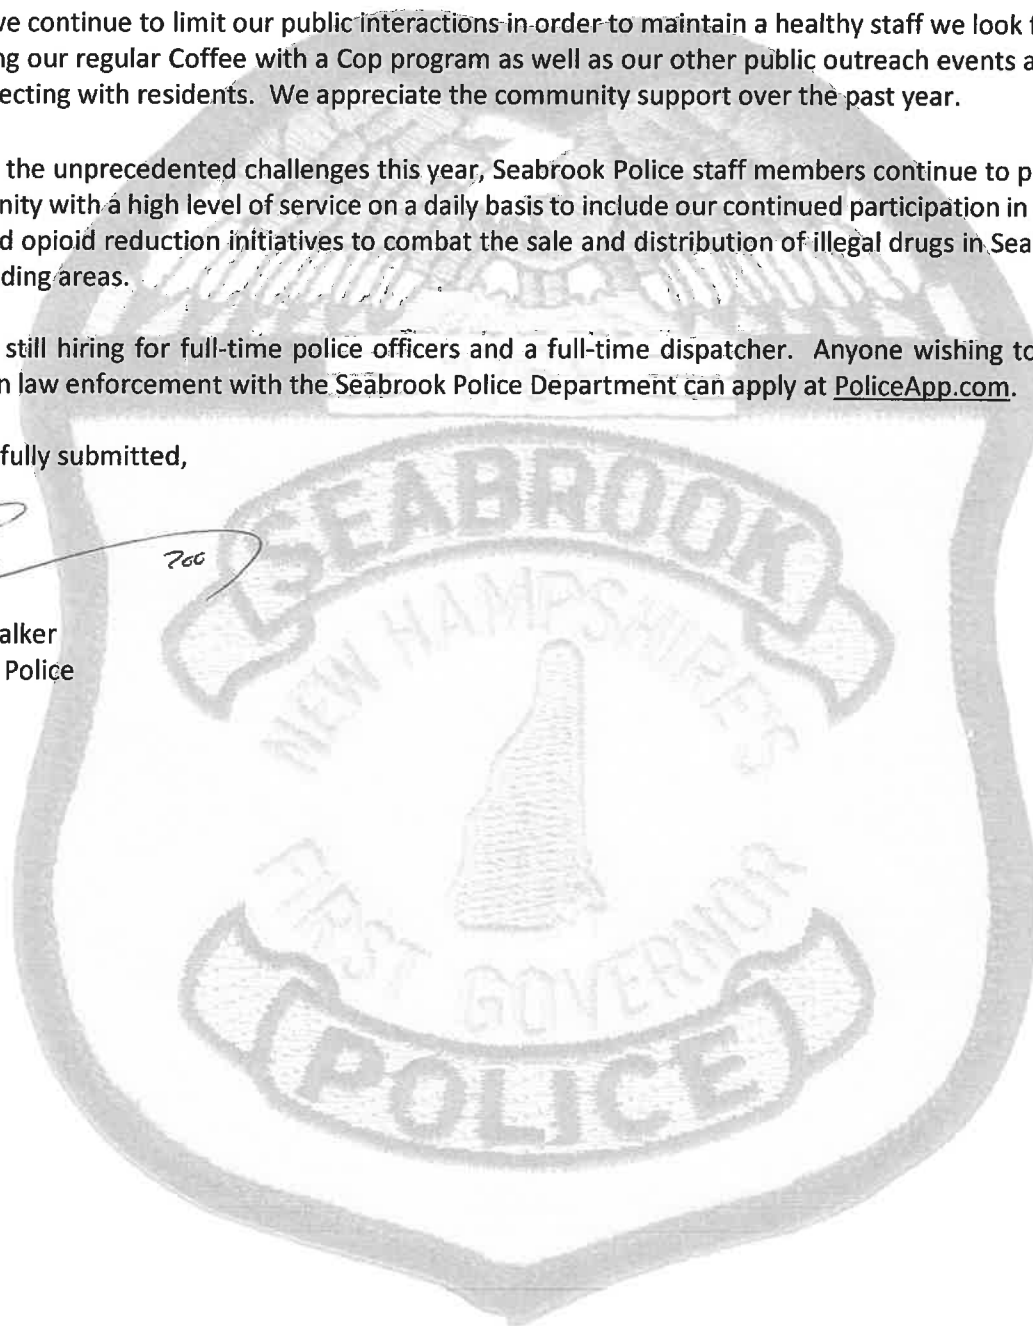 ve continue to limit our public interactions in order to maintain a healthy staff we look
ng our regular Coffee with a Cop program as well as our other public outreach events a
ecting with residents. We appreciate the community support over the past year.
the unprecedented challenges this year, Seabrook Police staff members continue to p
nity with a high level of service on a daily basis to include our continued participation in
d opioid reduction initiatives to combat the sale and distribution of illegal drugs in Sea
ding areas.
still hiring for full-time police officers and a full-time dispatcher. Anyone wishing to
n law enforcement with the Seabrook Police Department can apply at PoliceApp.com.
fully submitted,
alker
Police
SEABROOK
NEW HAMPSHIRE'S
FIRST GOVERNOR
POLICE